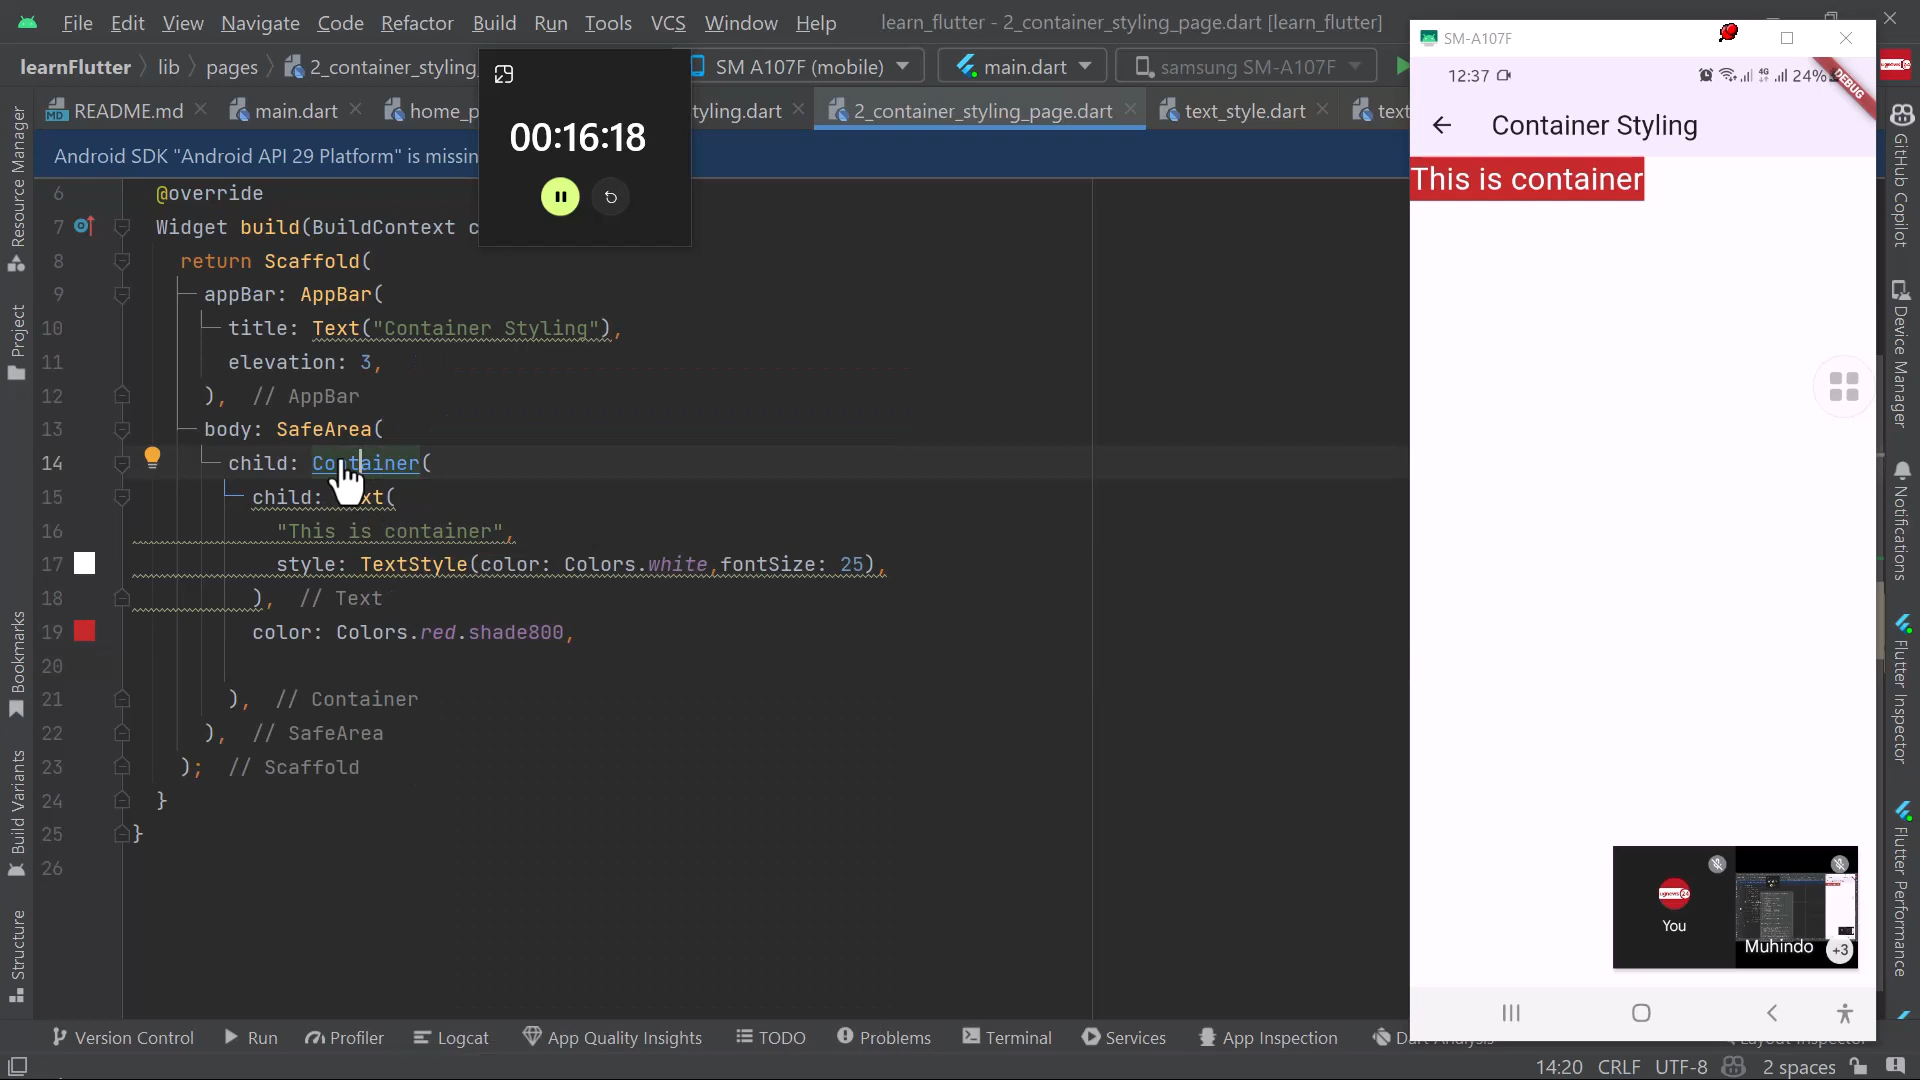 File Edit View Navigate Code Refactor Build Run Tools VCS Window Help learn_flutter - 2_container_styling_page.dart [learn_flutter]
learnFlutter lib pages 2_container_styling SM A107F (mobile) main.dart samsung SM-A107F
README.md main.dart home_p tyling.dart 2_container_styling_page.dart text_style.dart text
Android SDK "Android API 29 Platform" is missin
00:16:18
6 @override
7 Widget build(BuildContext c
8 return Scaffold(
9 appBar: AppBar(
10 title: Text("Container Styling"),
11 elevation: 3,
12 ), // AppBar
13 body: SafeArea(
14 child: Container(
15 child: xt(
16 "This is container",
17 style: TextStyle(color: Colors.white,fontSize: 25),
18 ), // Text
19 color: Colors.red.shade800,
20
21 ), // Container
22 ), // SafeArea
23 ); // Scaffold
24 }
25 }
26
Resource Manager
Project
Bookmarks
Build Variants
Structure
SM-A107F
12:37 4G 24%
DEBUG
Container Styling
This is container
You
Muhindo
+3
GitHub Copilot
Device Manager
Notifications
Flutter Inspector
Flutter Performance
Version Control Run Profiler Logcat App Quality Insights TODO Problems Terminal Services App Inspection
14:20 CRLF UTF-8 2 spaces